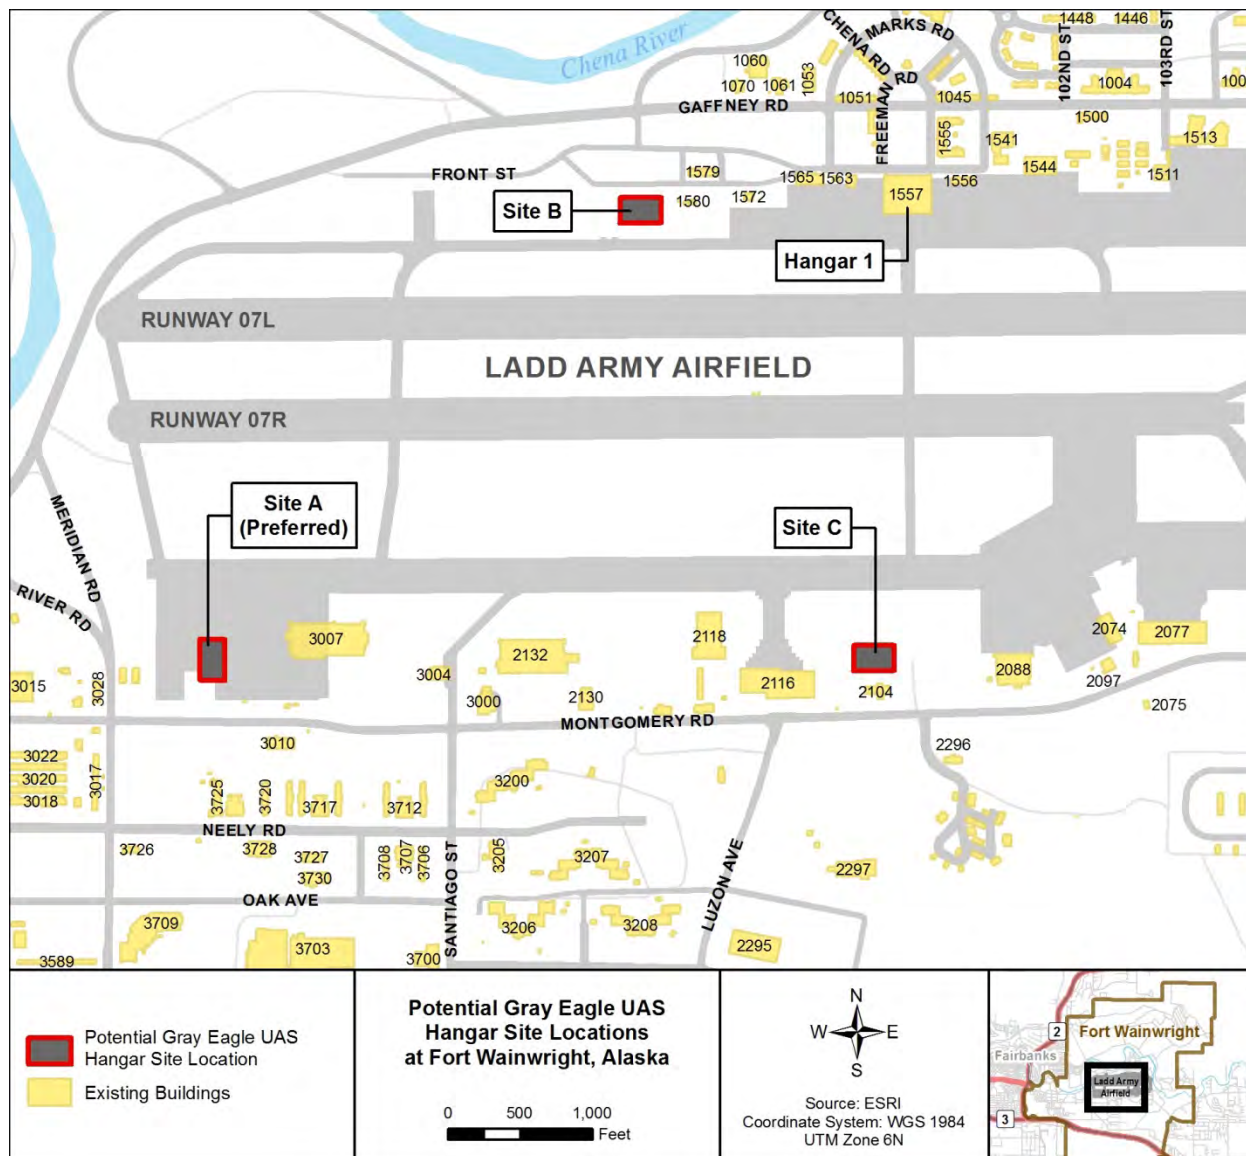 Chena River
MARKS RD
CHENA RD
RD
FREEMAN
1448
1446
102ND ST
103RD ST
1060
1070
1061
1053
1051
1045
1004
100
GAFFNEY RD
1500
1555
1541
1513
1544
1511
FRONT ST
1579
1565
1563
1556
1580
1572
1557
Site B
Hangar 1
RUNWAY 07L
LADD ARMY AIRFIELD
RUNWAY 07R
Site A
(Preferred)
Site C
MERIDIAN RD
RIVER RD
3007
2132
2118
2074
2077
3015
3028
3004
3000
2130
2116
2104
2088
2097
2075
MONTGOMERY RD
3010
2296
3022
3020
3018
3017
3725
3720
3717
3712
3200
NEELY RD
3726
3728
3727
3730
3708
3707
3706
SANTIAGO ST
3205
3207
LUZON AVE
2297
OAK AVE
3709
3703
3700
3206
3208
2295
3589
Potential Gray Eagle UAS
Hangar Site Location
Existing Buildings
Potential Gray Eagle UAS
Hangar Site Locations
at Fort Wainwright, Alaska
0 500 1,000
Feet
N
W E
S
Source: ESRI
Coordinate System: WGS 1984
UTM Zone 6N
2
Fort Wainwright
Fairbanks
Ladd Army
Airfield
3